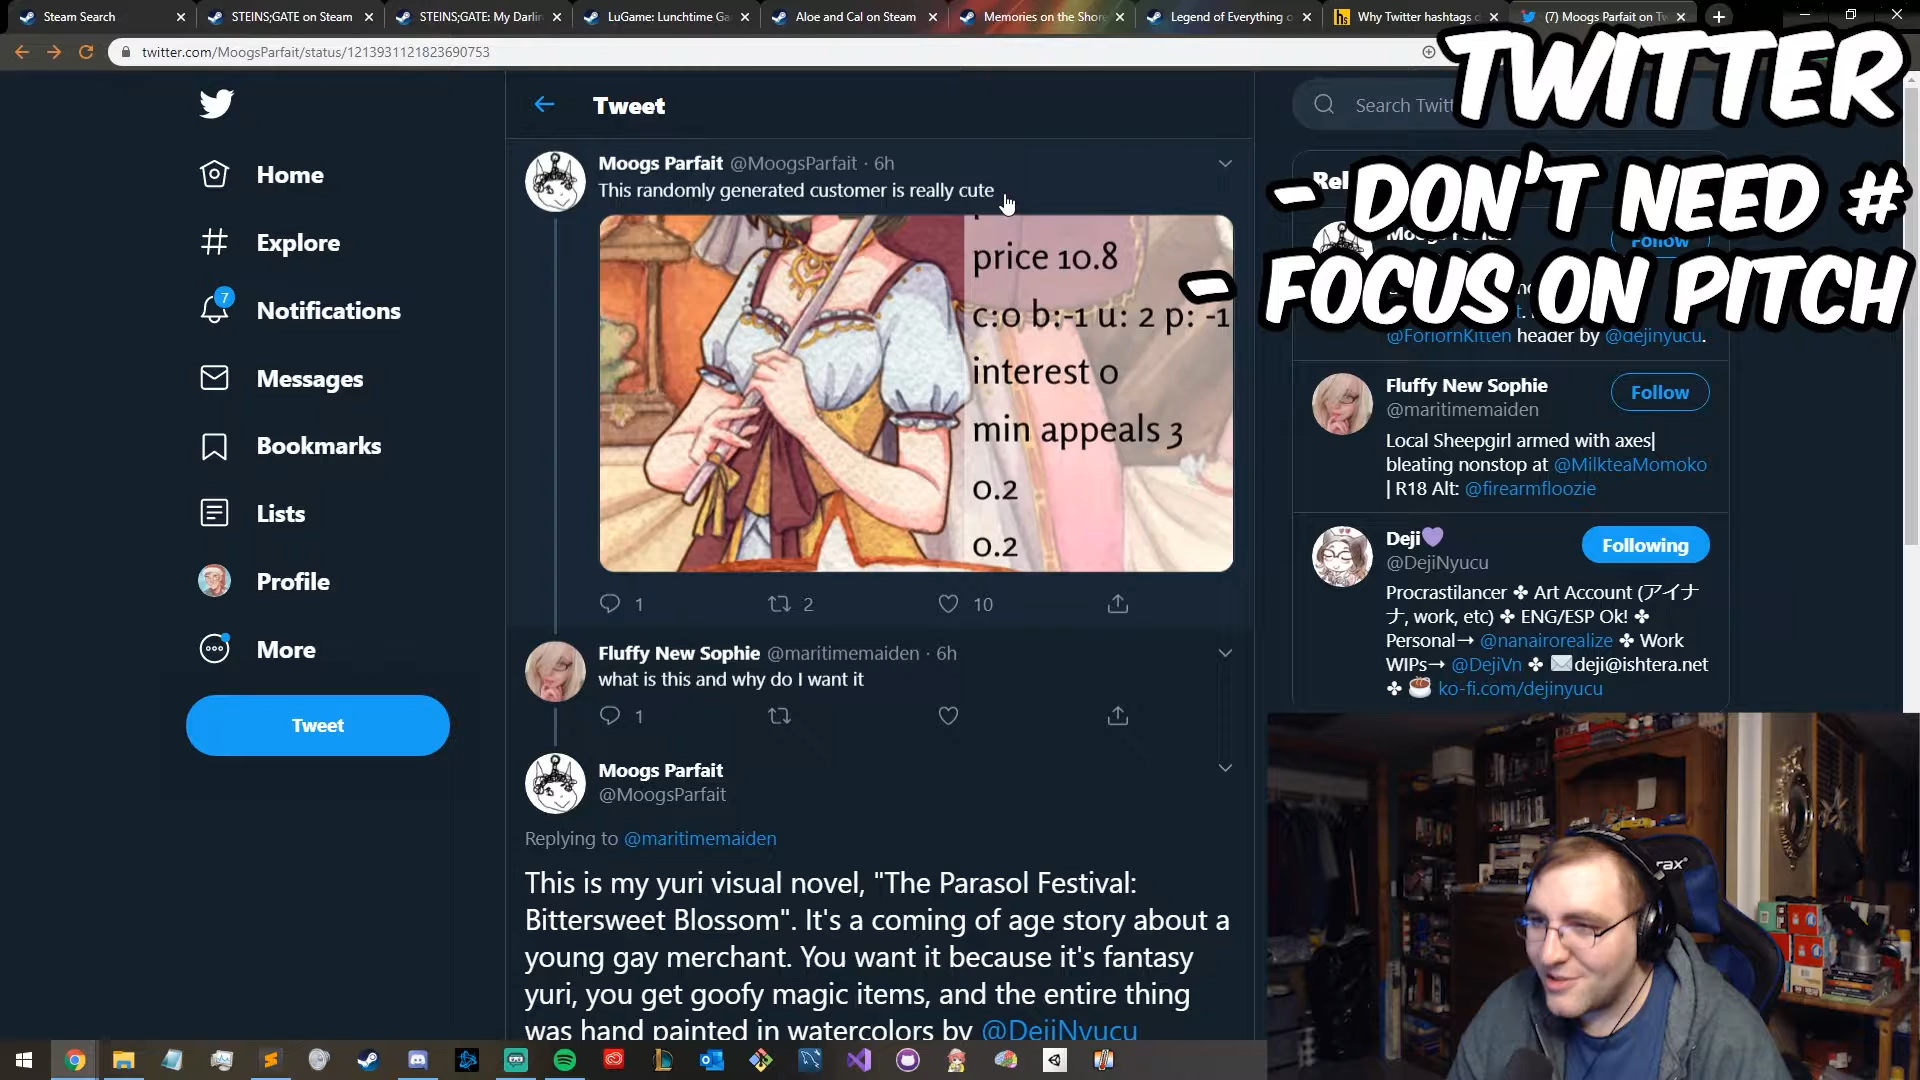 Steam Search
STEINS;GATE on Steam
STEINS;GATE: My Darlin
LuGame: Lunchtime Ga
Aloe and Cal on Steam
Memories on the Shor
Legend of Everything o
hs Why Twitter hashtags d
(7) Moogs Parfait on Tw
twitter.com/MoogsParfait/status/1213931121823690753
TWITTER
- DON'T NEED #
- FOCUS ON PITCH
Home
Explore
7
Notifications
Messages
Bookmarks
Lists
Profile
More
Tweet
Tweet
Moogs Parfait @MoogsParfait · 6h
This randomly generated customer is really cute
price 10.8
c:0 b:-1 u: 2 p: -1
interest 0
min appeals 3
0.2
0.2
1 2 10
Fluffy New Sophie @maritimemaiden · 6h
what is this and why do I want it
1
Moogs Parfait
@MoogsParfait
Replying to @maritimemaiden
This is my yuri visual novel, "The Parasol Festival:
Bittersweet Blossom". It's a coming of age story about a
young gay merchant. You want it because it's fantasy
yuri, you get goofy magic items, and the entire thing
was hand painted in watercolors by @DejiNyucu
Search Twitt
Rel
Follow
@ForlornKitten header by @dejinyucu.
Fluffy New Sophie
Follow
@maritimemaiden
Local Sheepgirl armed with axes|
bleating nonstop at @MilkteaMomoko
| R18 Alt: @firearmfloozie
Deji💜
Following
@DejiNyucu
Procrastilancer ✤ Art Account (アイナ
ナ, work, etc) ✤ ENG/ESP Ok! ✤
Personal→ @nanairorealize ✤ Work
WIPs→ @DejiVn ✤ ✉deji@ishtera.net
✤ ☕ ko-fi.com/dejinyucu